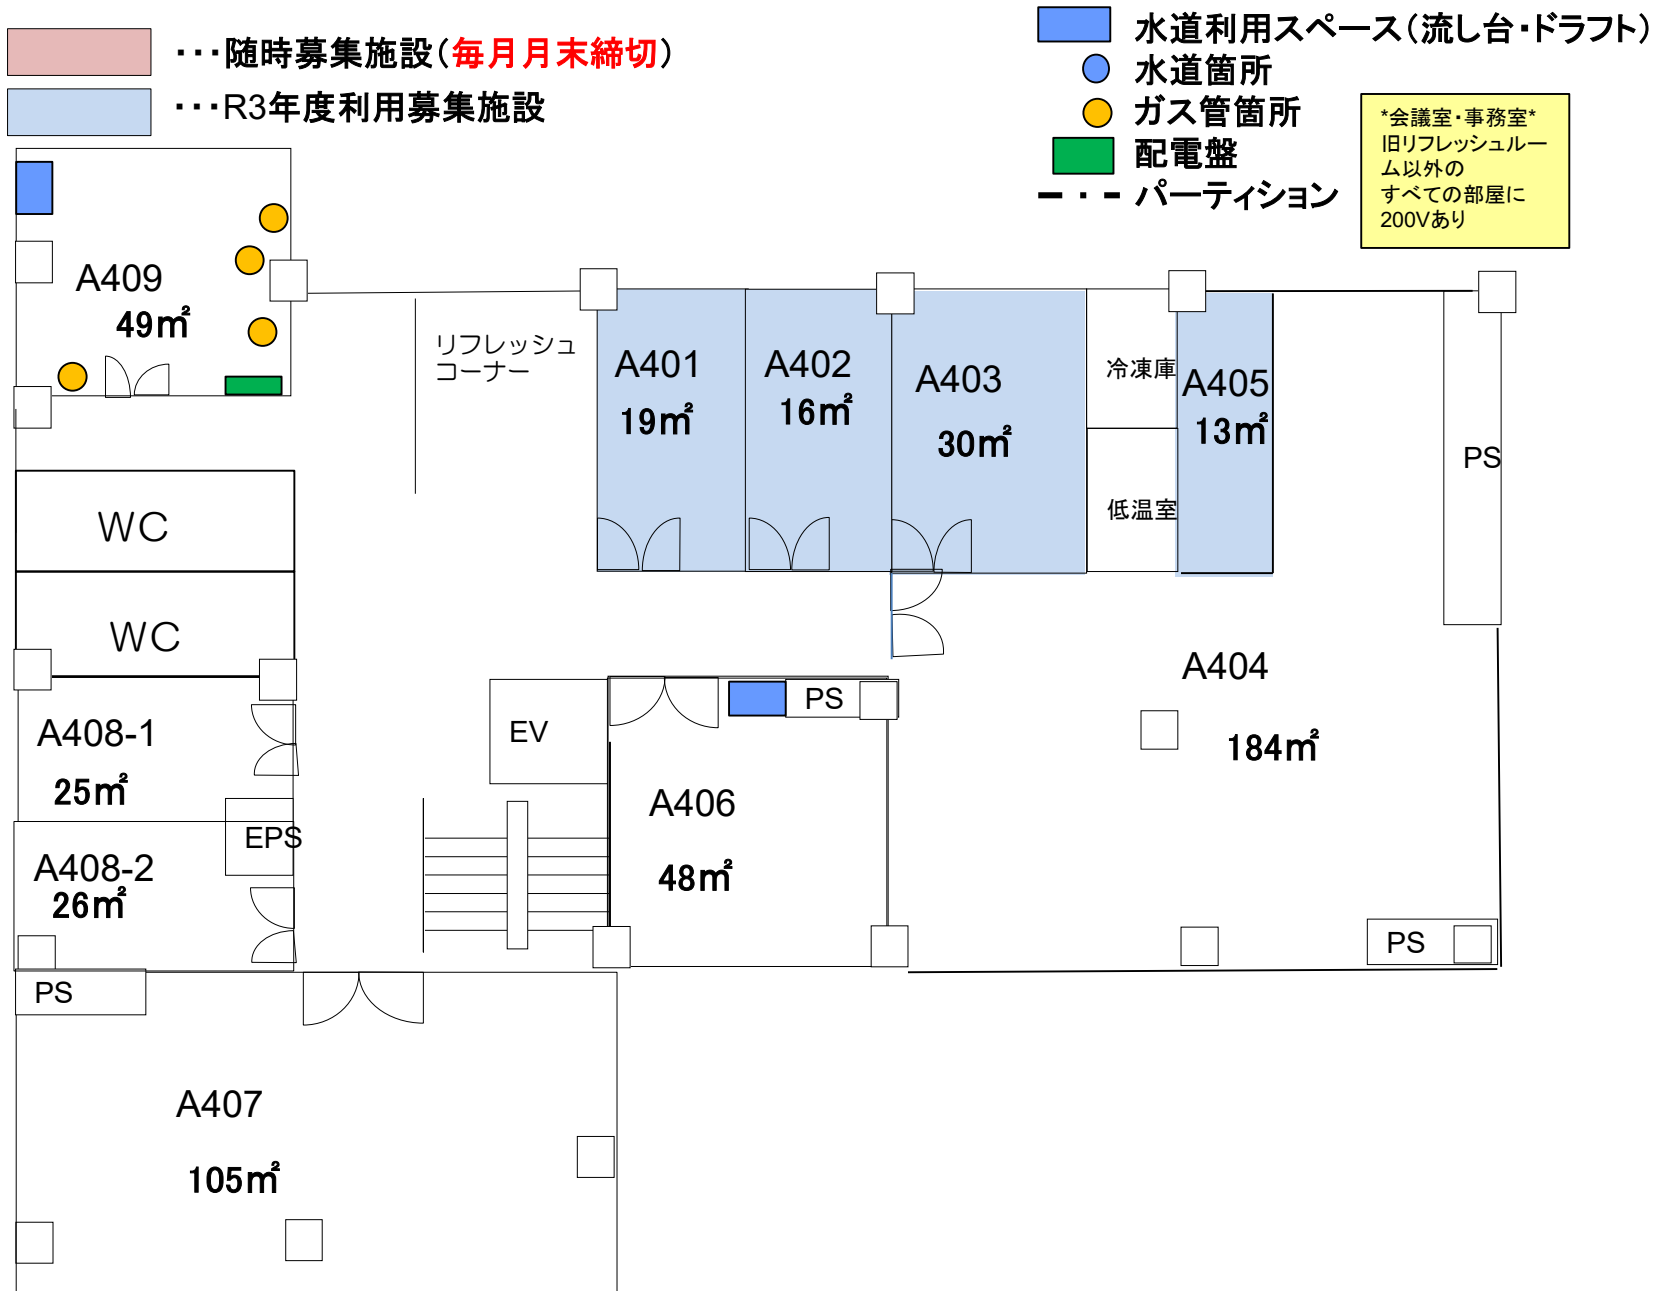 ・・・随時募集施設(毎月月末締切)
・・・R3年度利用募集施設
水道利用スペース(流し台・ドラフト)
水道箇所
ガス管箇所
配電盤
パーティション
*会議室・事務室*
旧リフレッシュルー
ム以外の
すべての部屋に
200Vあり
A409
49㎡
リフレッシュ
コーナー
A401
19㎡
A402
16㎡
A403
30㎡
冷凍庫
低温室
A405
13㎡
PS
WC
WC
A404
184㎡
A408-1
25㎡
EPS
A408-2
26㎡
EV
PS
A406
48㎡
PS
PS
A407
105㎡